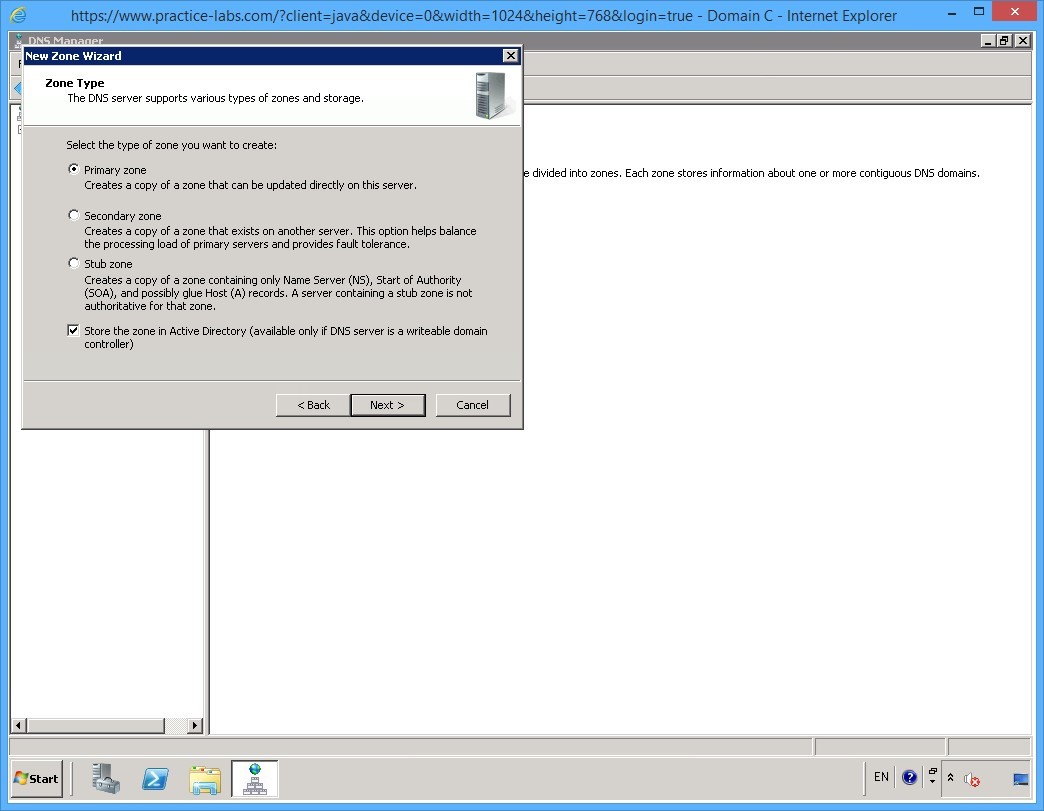 https://www.practice-labs.com/?client=java&device=0&width=1024&height=768&login=true - Domain C - Internet Explorer
DNS Manager
New Zone Wizard
Zone Type
The DNS server supports various types of zones and storage.
Select the type of zone you want to create:
Primary zone
Creates a copy of a zone that can be updated directly on this server.
e divided into zones. Each zone stores information about one or more contiguous DNS domains.
Secondary zone
Creates a copy of a zone that exists on another server. This option helps balance
the processing load of primary servers and provides fault tolerance.
Stub zone
Creates a copy of a zone containing only Name Server (NS), Start of Authority
(SOA), and possibly glue Host (A) records. A server containing a stub zone is not
authoritative for that zone.
Store the zone in Active Directory (available only if DNS server is a writeable domain
controller)
< Back
Next >
Cancel
Start
EN